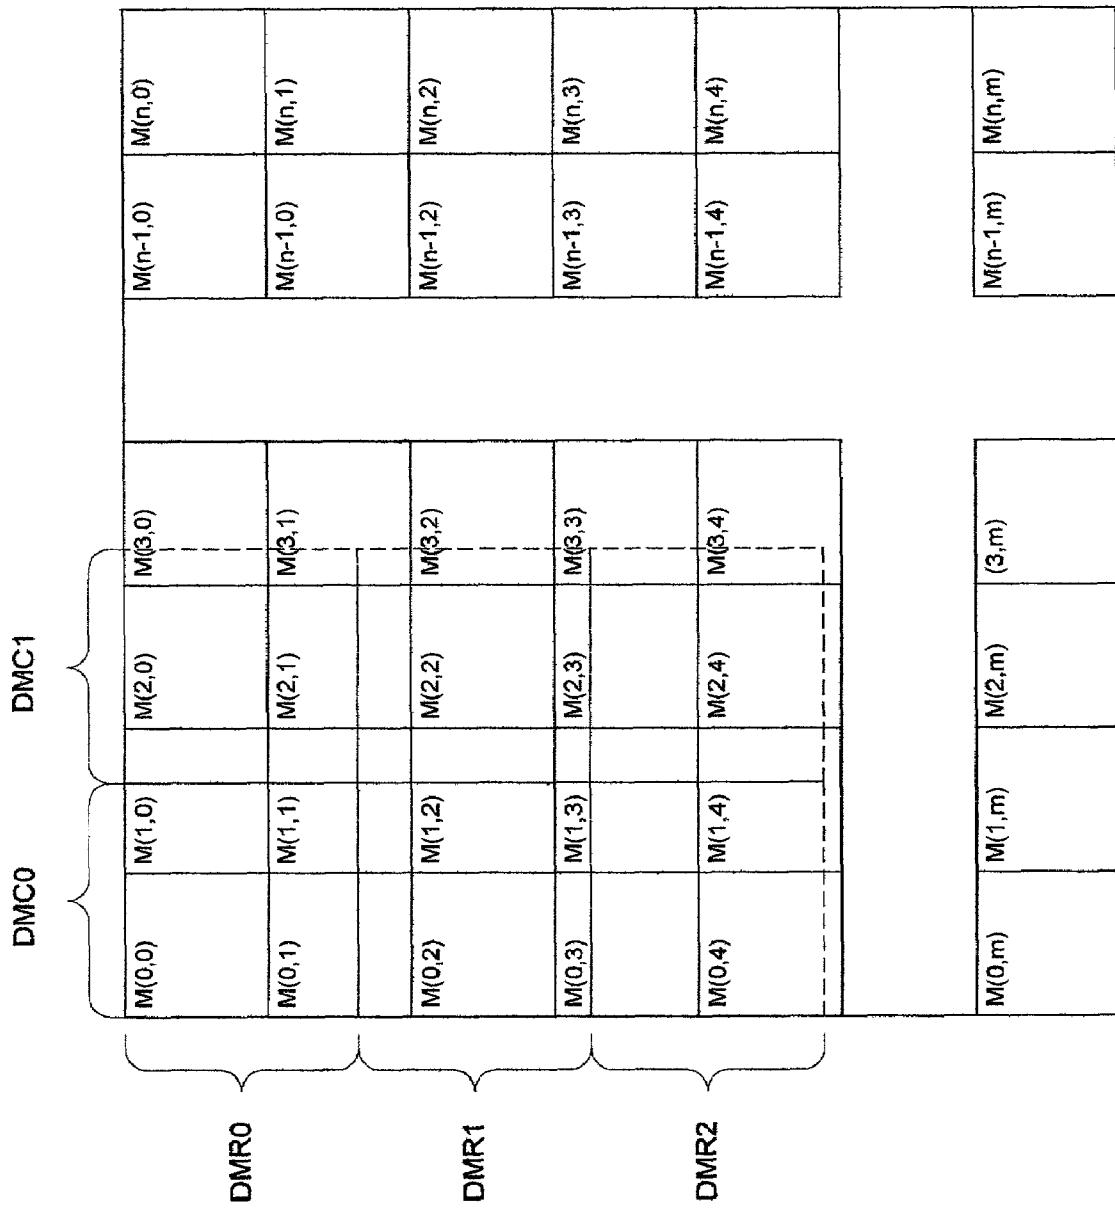 DMC0 DMC1
M(0,0) M(1,0) M(2,0) M(3,0) M(n-1,0) M(n,0)
DMR0
M(0,1) M(1,1) M(2,1) M(3,1) M(n-1,0) M(n,1)
M(0,2) M(1,2) M(2,2) M(3,2) M(n-1,2) M(n,2)
DMR1
M(0,3) M(1,3) M(2,3) M(3,3) M(n-1,3) M(n,3)
DMR2
M(0,4) M(1,4) M(2,4) M(3,4) M(n-1,4) M(n,4)
M(0,m) M(1,m) M(2,m) (3,m) M(n-1,m) M(n,m)